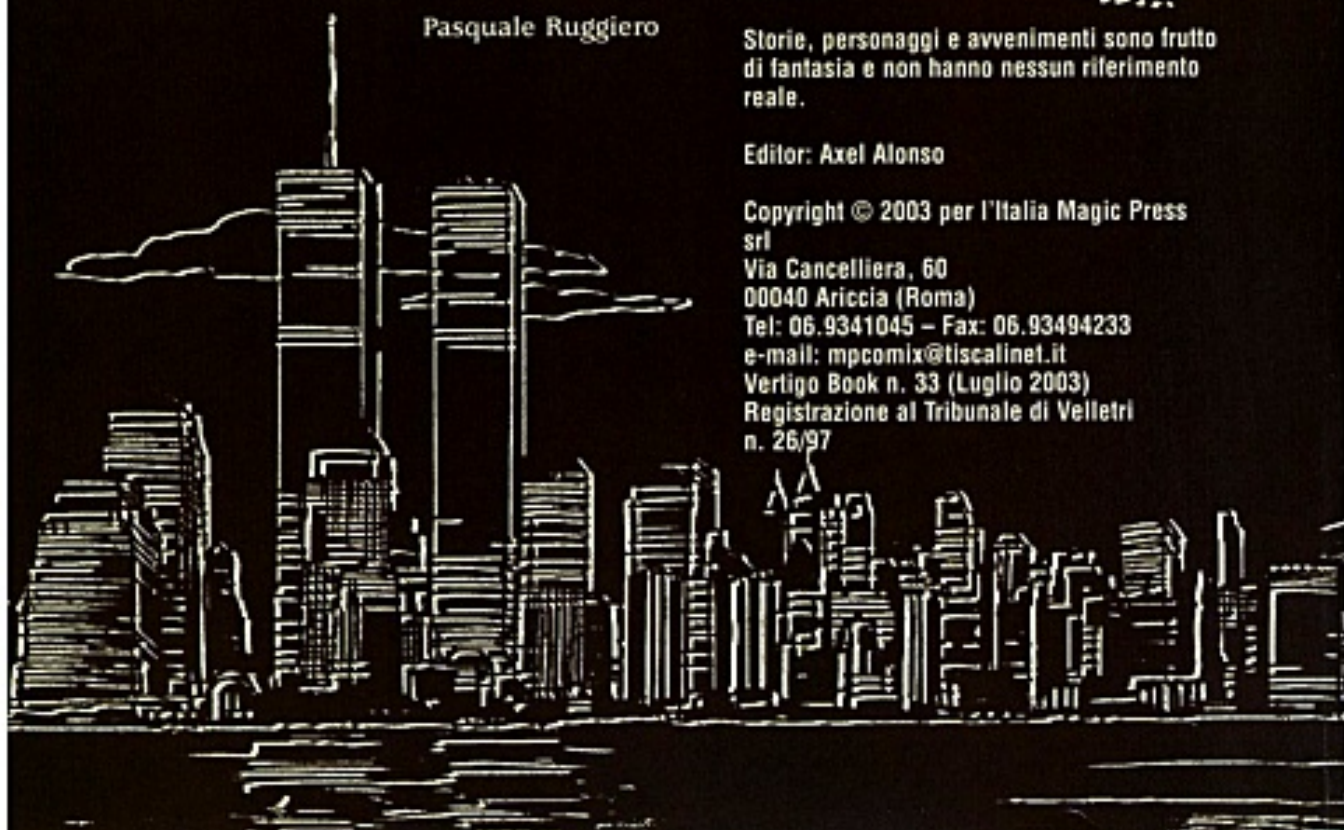 Pasquale Ruggiero
Storie, personaggi e avvenimenti sono frutto
di fantasia e non hanno nessun riferimento
reale.
Editor: Axel Alonso
Copyright © 2003 per l'Italia Magic Press
srl
Via Cancelliera, 60
00040 Ariccia (Roma)
Tel: 06.9341045 – Fax: 06.93494233
e-mail: mpcomix@tiscalinet.it
Vertigo Book n. 33 (Luglio 2003)
Registrazione al Tribunale di Velletri
n. 26/97